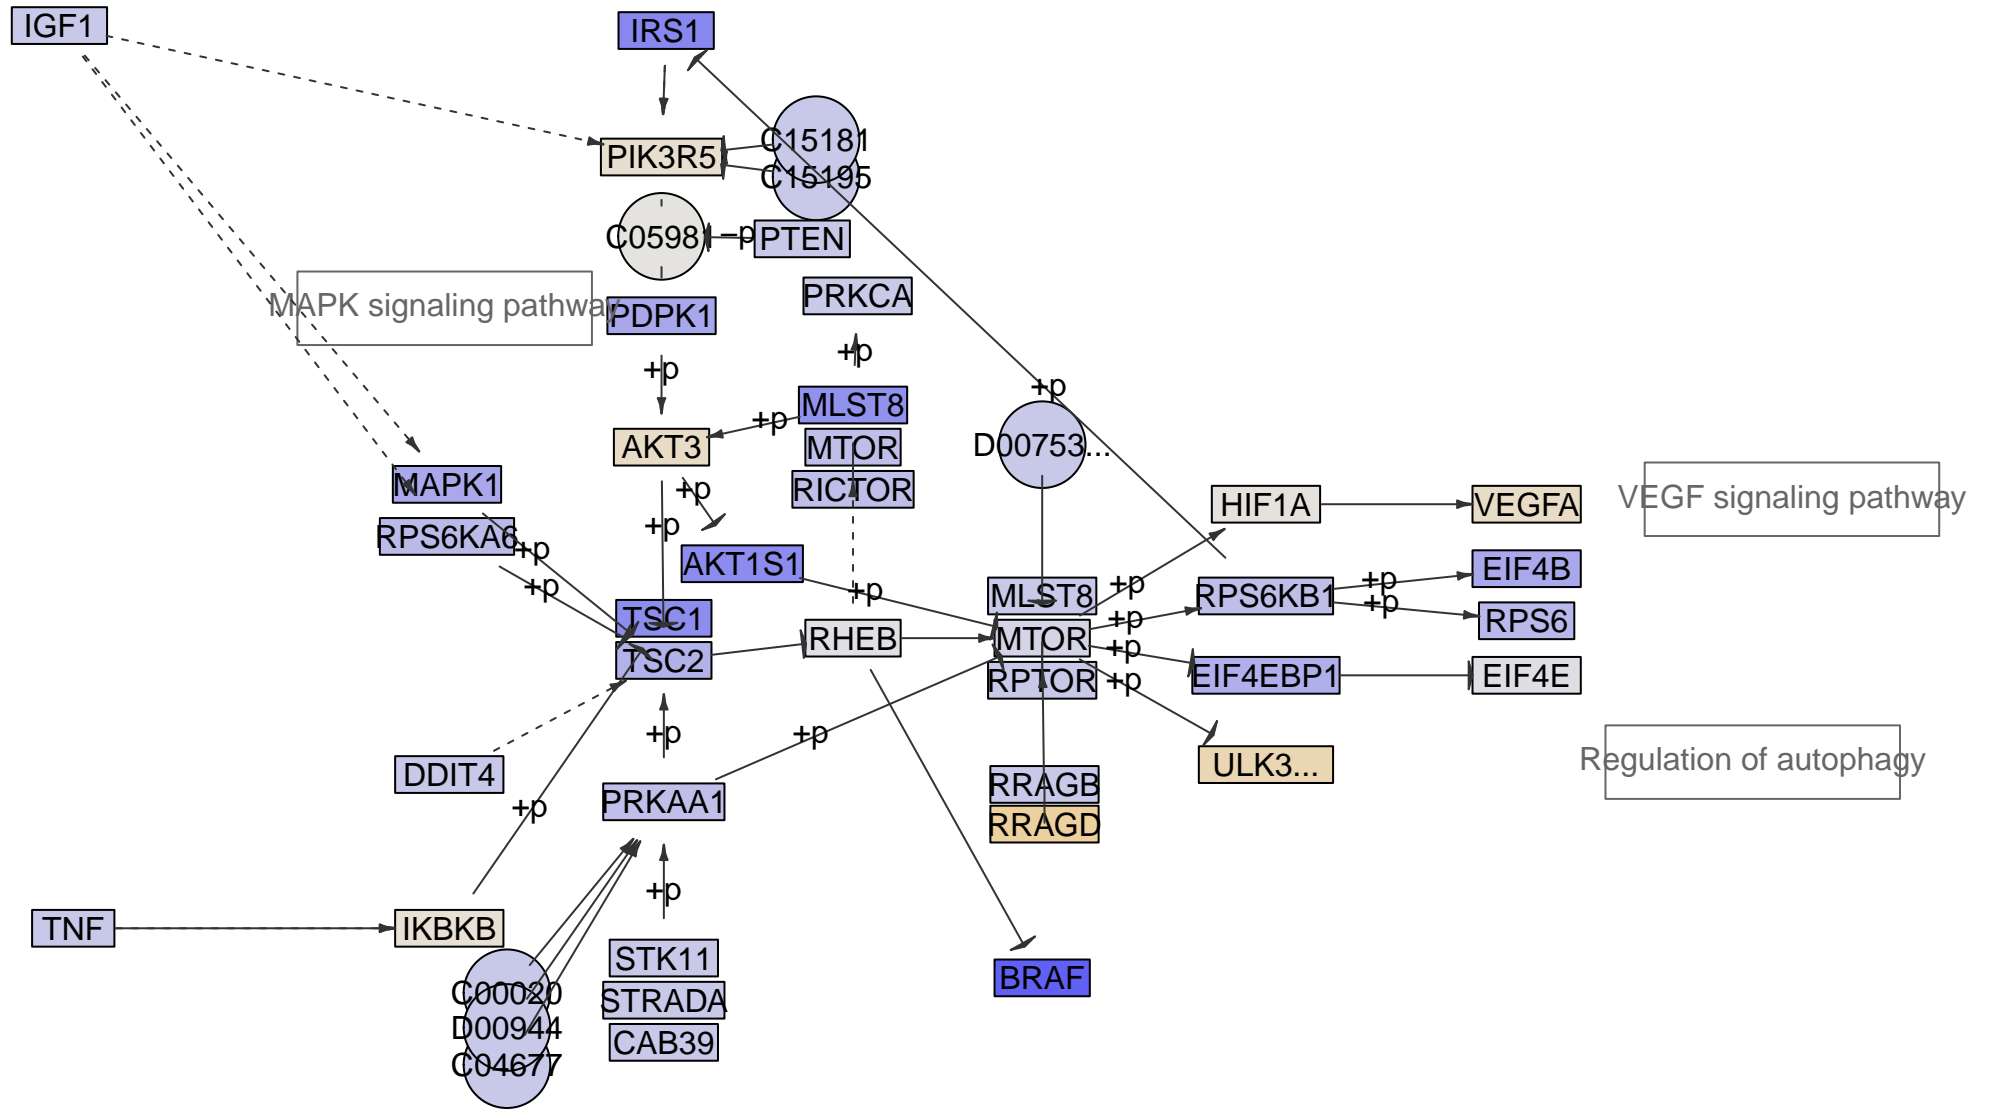 IGF1
IRS1
C15181
PIK3R5
C15195
C0598
–p
PTEN
PRKCA
MAPK signaling pathway
PDPK1
+p
+p
+p
MLST8
+p
AKT3
MTOR
D00753...
MAPK1
+p
RICTOR
HIF1A
VEGFA
VEGF signaling pathway
+p
RPS6KA6
+p
AKT1S1
EIF4B
+p
+p
+p
+p
MLST8
RPS6KB1
+p
TSC1
+p
RPS6
RHEB
MTOR
+p
TSC2
RPTOR
+p
EIF4EBP1
EIF4E
+p
+p
DDIT4
ULK3...
Regulation of autophagy
RRAGB
PRKAA1
+p
RRAGD
+p
TNF
IKBKB
STK11
BRAF
C00020
STRADA
D00944
CAB39
C04677